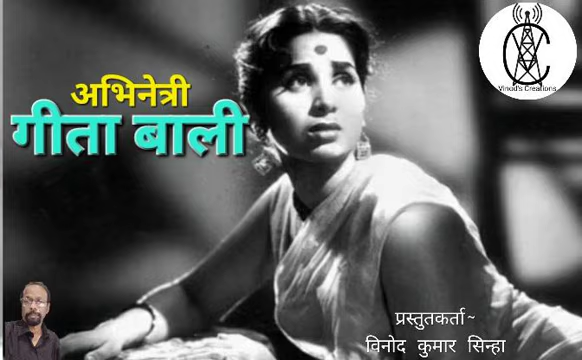 अभिनेत्री
गीता बाली
Vinod's Creations
प्रस्तुतकर्ता~
विनोद कुमार सिन्हा